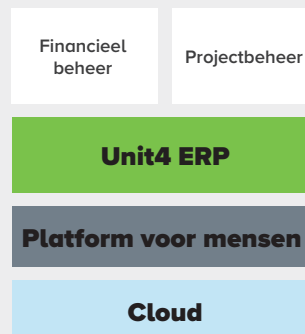 Financieel
beheer
Projectbeheer
Unit4 ERP
Platform voor mensen
Cloud